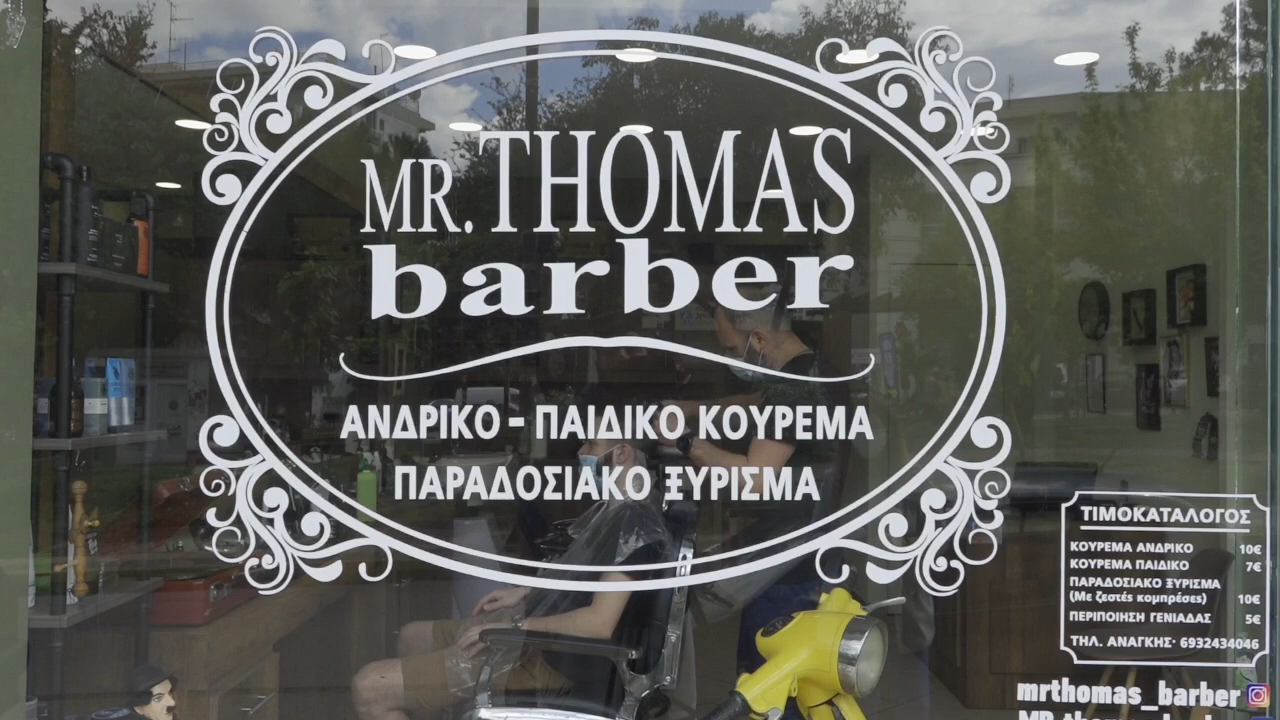 MR. THOMAS
barber
ΑΝΔΡΙΚΟ - ΠΑΙΔΙΚΟ ΚΟΥΡΕΜΑ
ΠΑΡΑΔΟΣΙΑΚΟ ΞΥΡΙΣΜΑ
ΤΙΜΟΚΑΤΑΛΟΓΟΣ
ΚΟΥΡΕΜΑ ΑΝΔΡΙΚΟ 10€
ΚΟΥΡΕΜΑ ΠΑΙΔΙΚΟ 7€
ΠΑΡΑΔΟΣΙΑΚΟ ΞΥΡΙΣΜΑ
(Με ζεστές κομπρέσες) 10€
ΠΕΡΙΠΟΙΗΣΗ ΓΕΝΙΑΔΑΣ 5€
ΤΗΛ. ΑΝΑΓΚΗΣ· 6932434046
mrthomas_barber